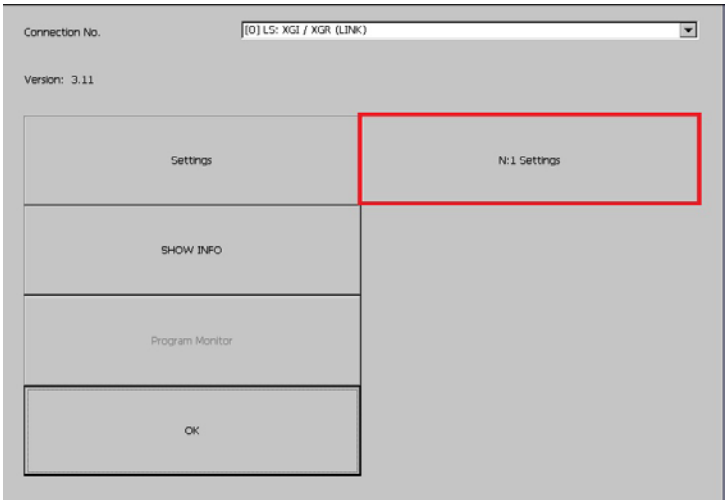 Connection No.
[0] LS: XGI / XGR (LINK)
Version: 3.11
Settings
N:1 Settings
SHOW INFO
Program Monitor
OK